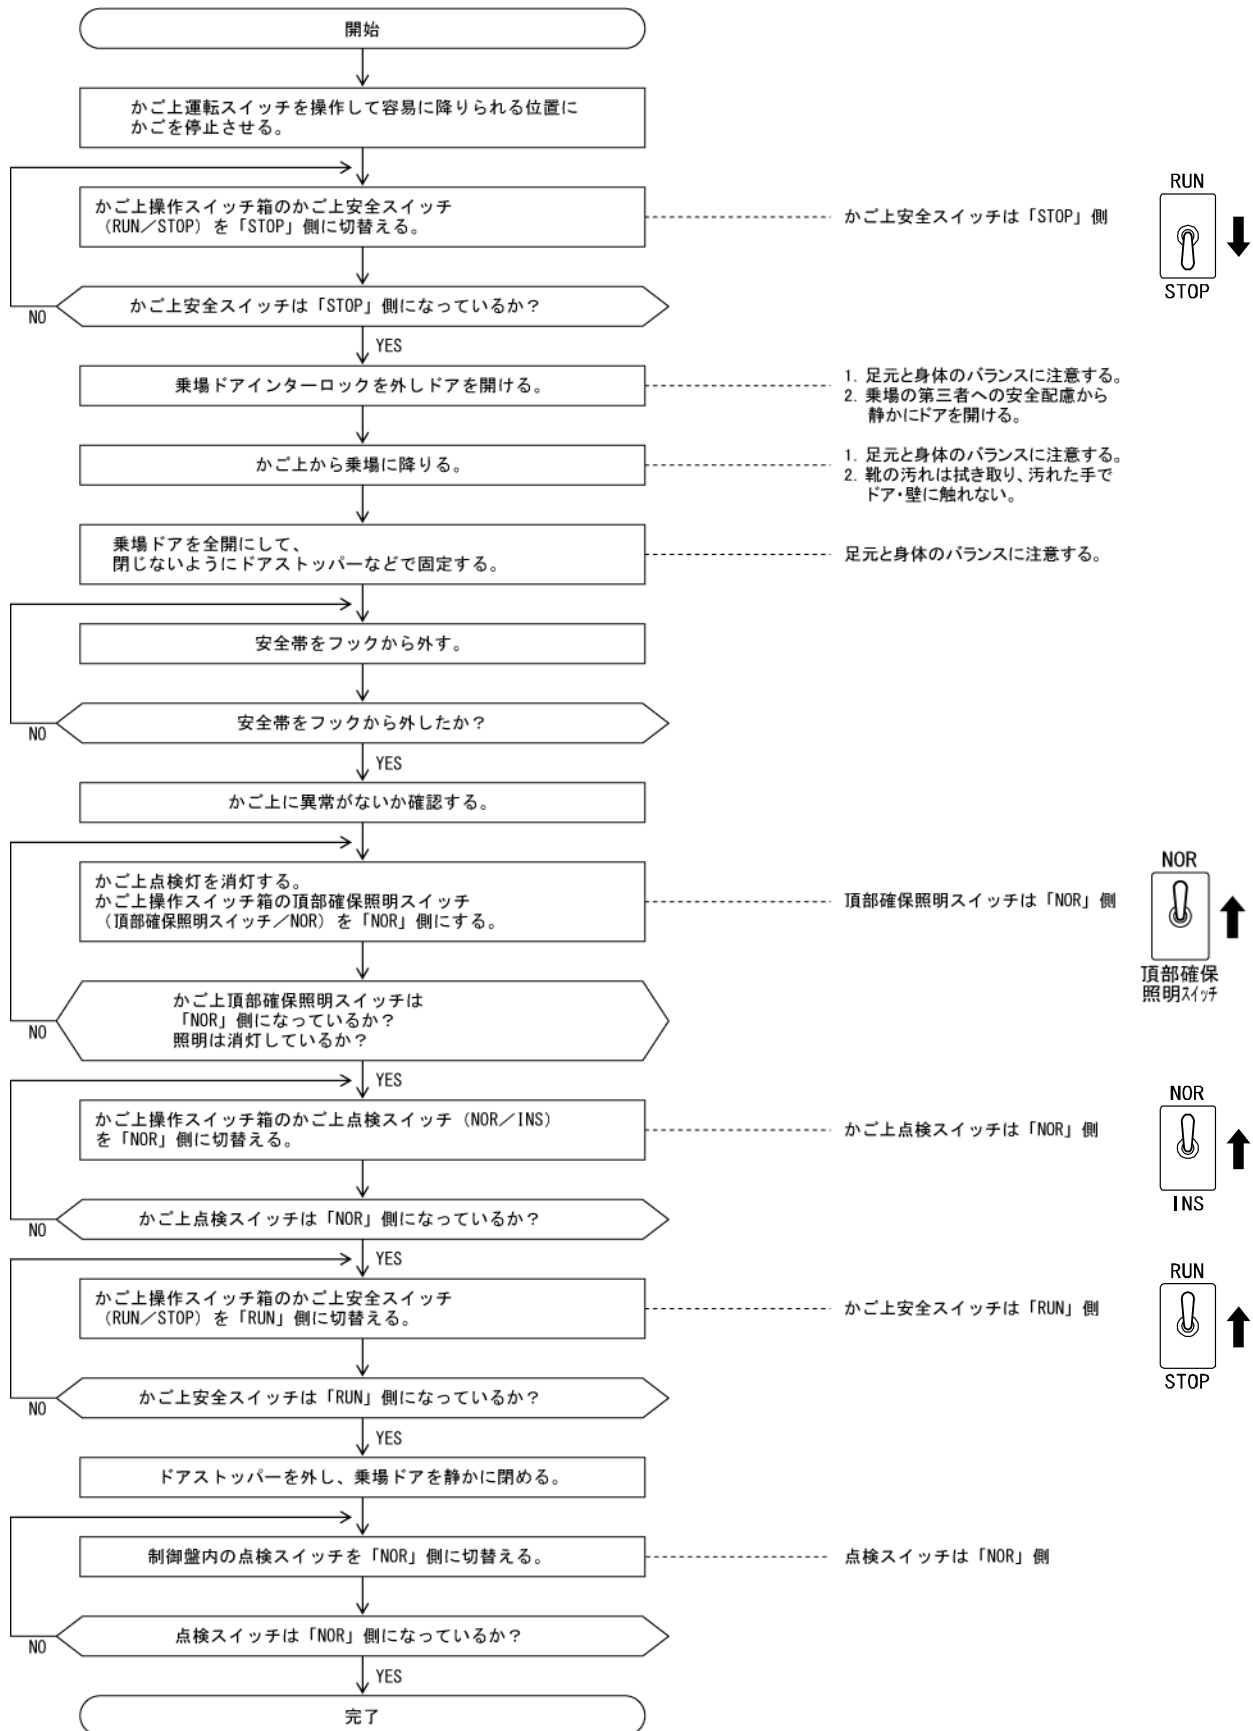 開始
かご上運転スイッチを操作して容易に降りられる位置に
かごを停止させる。
かご上操作スイッチ箱のかご上安全スイッチ
（RUN／STOP）を「STOP」側に切替える。
かご上安全スイッチは「STOP」側
RUN
STOP
かご上安全スイッチは「STOP」側になっているか？
NO
YES
乗場ドアインターロックを外しドアを開ける。
1. 足元と身体のバランスに注意する。
2. 乗場の第三者への安全配慮から
静かにドアを開ける。
かご上から乗場に降りる。
1. 足元と身体のバランスに注意する。
2. 靴の汚れは拭き取り、汚れた手で
ドア・壁に触れない。
乗場ドアを全開にして、
閉じないようにドアストッパーなどで固定する。
足元と身体のバランスに注意する。
安全帯をフックから外す。
安全帯をフックから外したか？
NO
YES
かご上に異常がないか確認する。
かご上点検灯を消灯する。
かご上操作スイッチ箱の頂部確保照明スイッチ
（頂部確保照明スイッチ／NOR）を「NOR」側にする。
頂部確保照明スイッチは「NOR」側
NOR
頂部確保
照明スイッチ
かご上頂部確保照明スイッチは
「NOR」側になっているか？
照明は消灯しているか？
NO
YES
かご上操作スイッチ箱のかご上点検スイッチ（NOR／INS）
を「NOR」側に切替える。
かご上点検スイッチは「NOR」側
NOR
INS
かご上点検スイッチは「NOR」側になっているか？
NO
YES
かご上操作スイッチ箱のかご上安全スイッチ
（RUN／STOP）を「RUN」側に切替える。
かご上安全スイッチは「RUN」側
RUN
STOP
かご上安全スイッチは「RUN」側になっているか？
NO
YES
ドアストッパーを外し、乗場ドアを静かに閉める。
制御盤内の点検スイッチを「NOR」側に切替える。
点検スイッチは「NOR」側
点検スイッチは「NOR」側になっているか？
NO
YES
完了